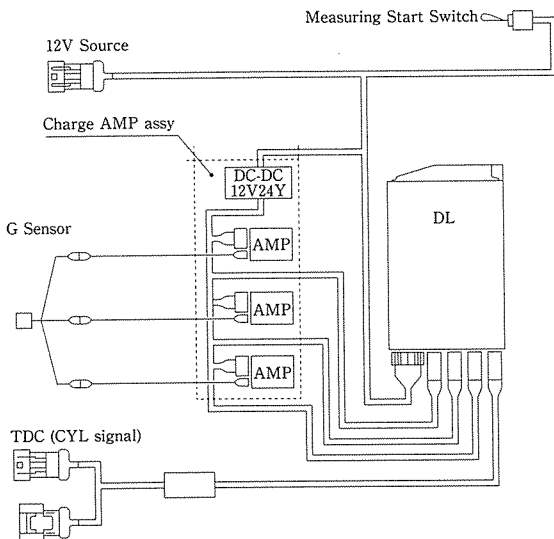 Measuring Start Switch
12V Source
Charge AMP assy
DC-DC
12V24Y
DL
G Sensor
AMP
AMP
AMP
TDC (CYL signal)